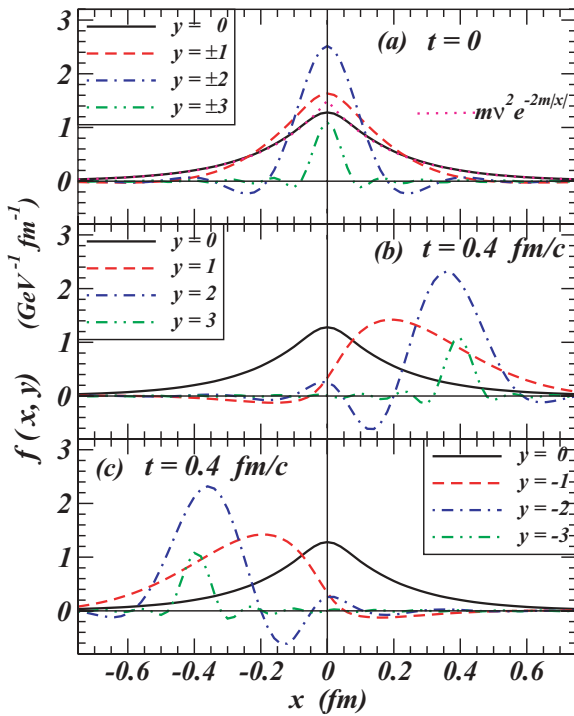 3
2
1
0
y = 0
y = ±1
y = ±2
y = ±3
(a) t = 0
mν² e^{-2m|x|}
3
2
1
0
y = 0
y = 1
y = 2
y = 3
(b) t = 0.4 fm/c
f (x, y) (GeV⁻¹ fm⁻¹)
3
2
1
0
(c) t = 0.4 fm/c
y = 0
y = -1
y = -2
y = -3
-0.6 -0.4 -0.2 0 0.2 0.4 0.6
x (fm)